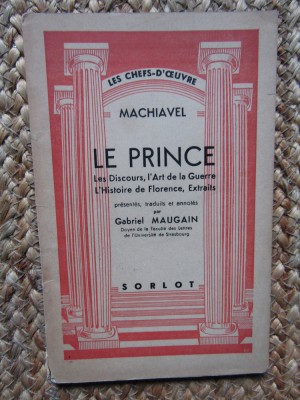 LES CHEFS-D'ŒUVRE
MACHIAVEL
LE PRINCE
Les Discours, l'Art de la Guerre
L'Histoire de Florence, Extraits
présentés, traduits et annotés
par
Gabriel MAUGAIN
Doyen de la Faculté des Lettres
de l'Université de Strasbourg
SORLOT